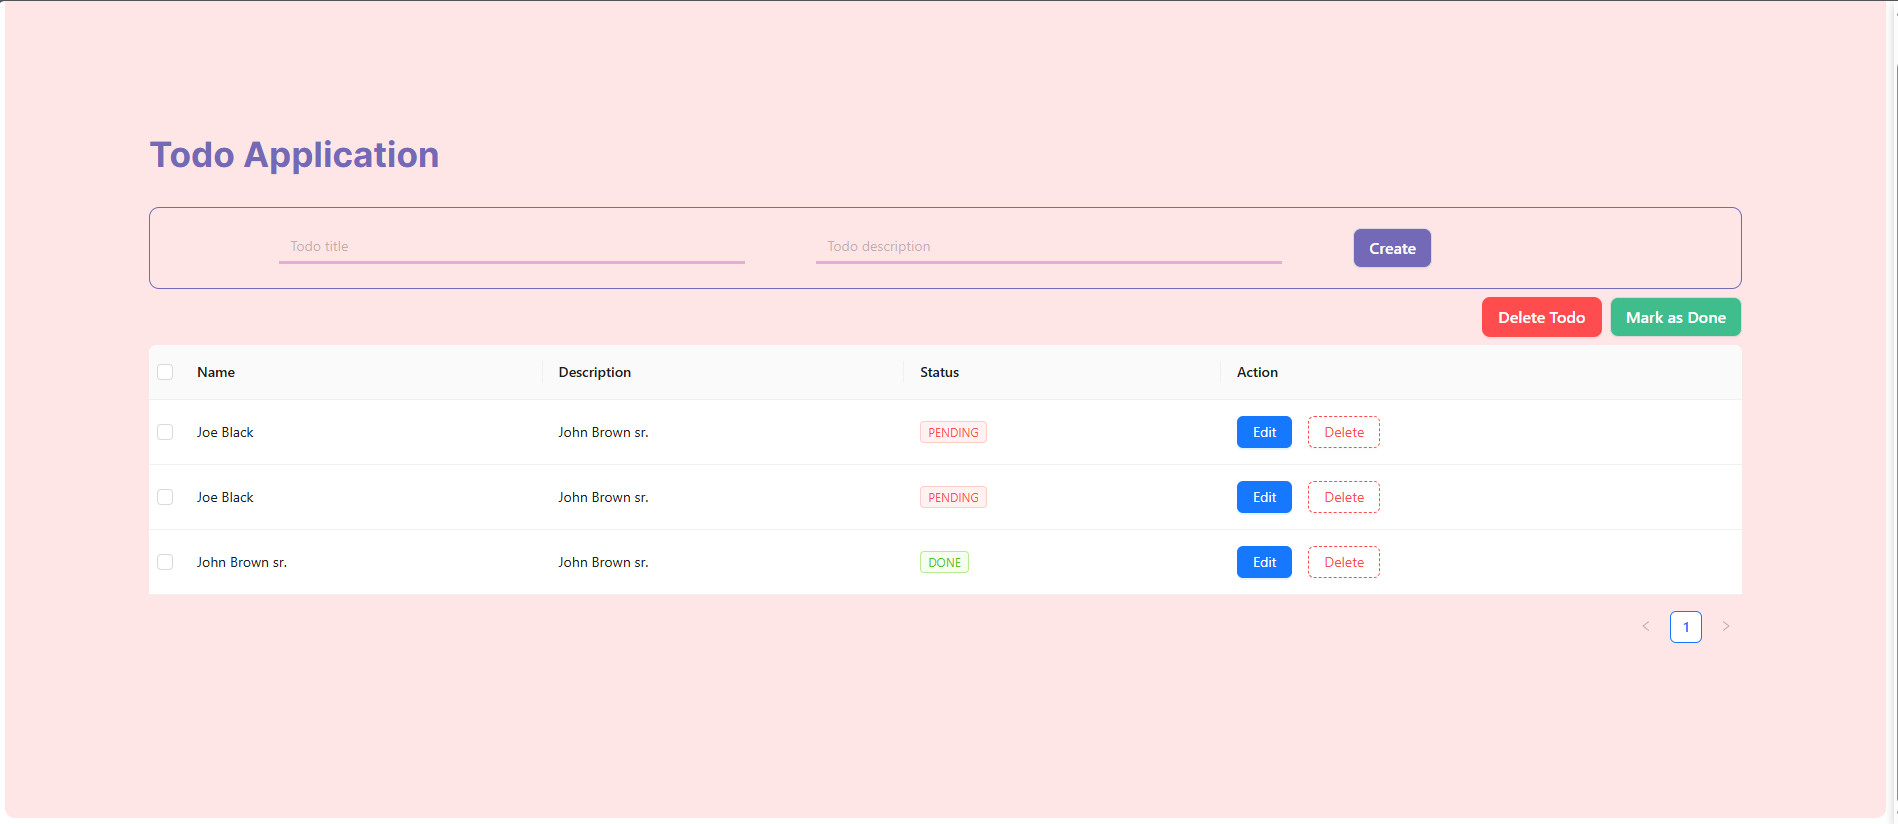 Todo Application
Todo title Todo description Create
Delete Todo Mark as Done
Name Description Status Action
Joe Black John Brown sr. PENDING Edit Delete
Joe Black John Brown sr. PENDING Edit Delete
John Brown sr. John Brown sr. DONE Edit Delete
< 1 >